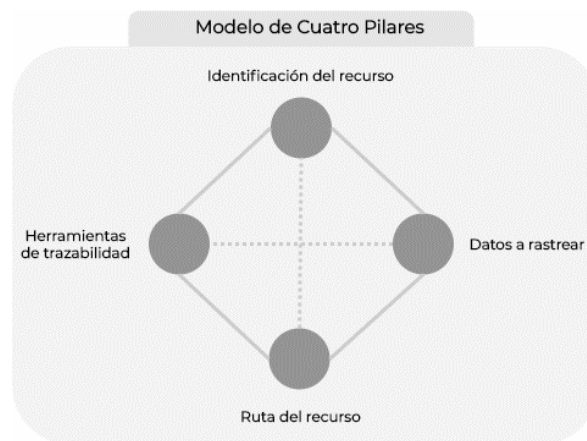 Modelo de Cuatro Pilares
Identificación del recurso
Herramientas
de trazabilidad
Datos a rastrear
Ruta del recurso